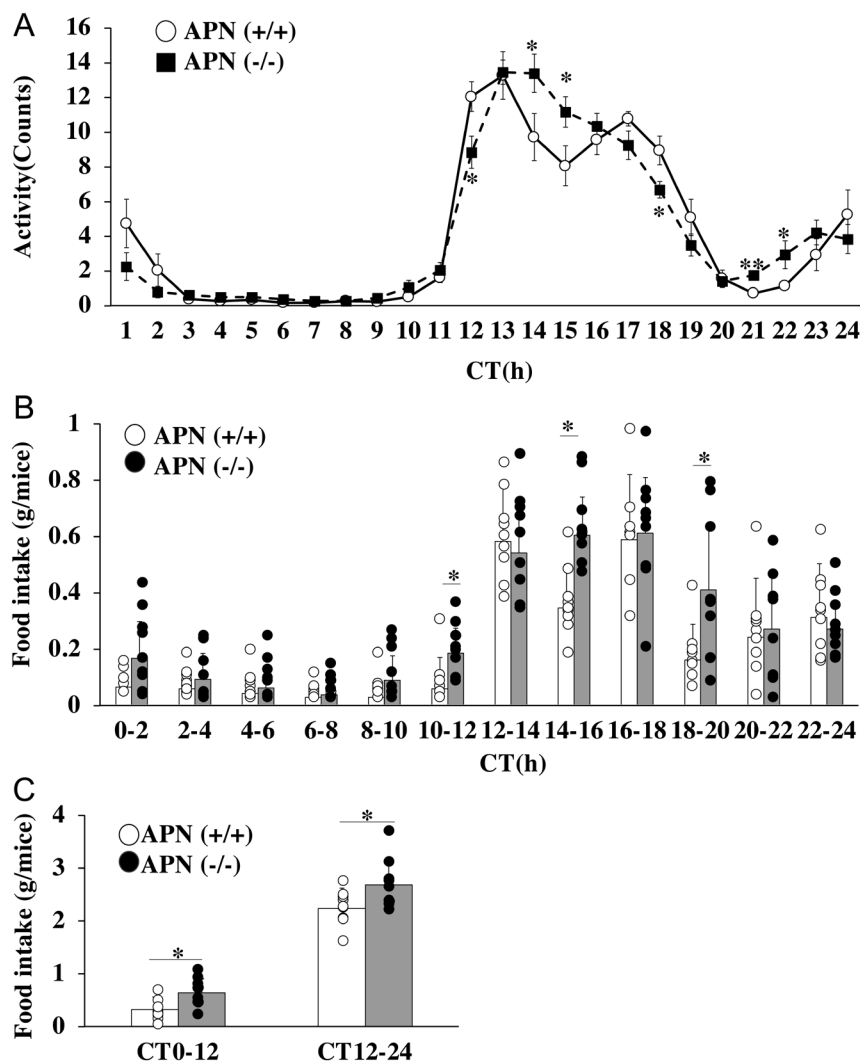 A
APN (+/+)
APN (-/-)
Activity(Counts)
16
14
12
10
8
6
4
2
0
* * * * ** *
1 2 3 4 5 6 7 8 9 10 11 12 13 14 15 16 17 18 19 20 21 22 23 24
CT(h)
B
APN (+/+)
APN (-/-)
Food intake (g/mice)
1
0.8
0.6
0.4
0.2
0
* * *
0-2 2-4 4-6 6-8 8-10 10-12 12-14 14-16 16-18 18-20 20-22 22-24
CT(h)
C
APN (+/+)
APN (-/-)
Food intake (g/mice)
4
3
2
1
0
* *
CT0-12 CT12-24